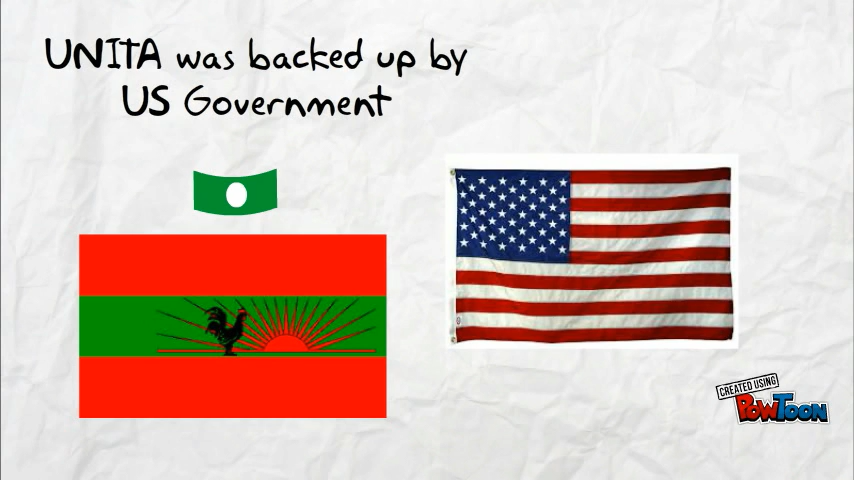 UNITA was backed up by
US Government
CREATED USING
POWTOON